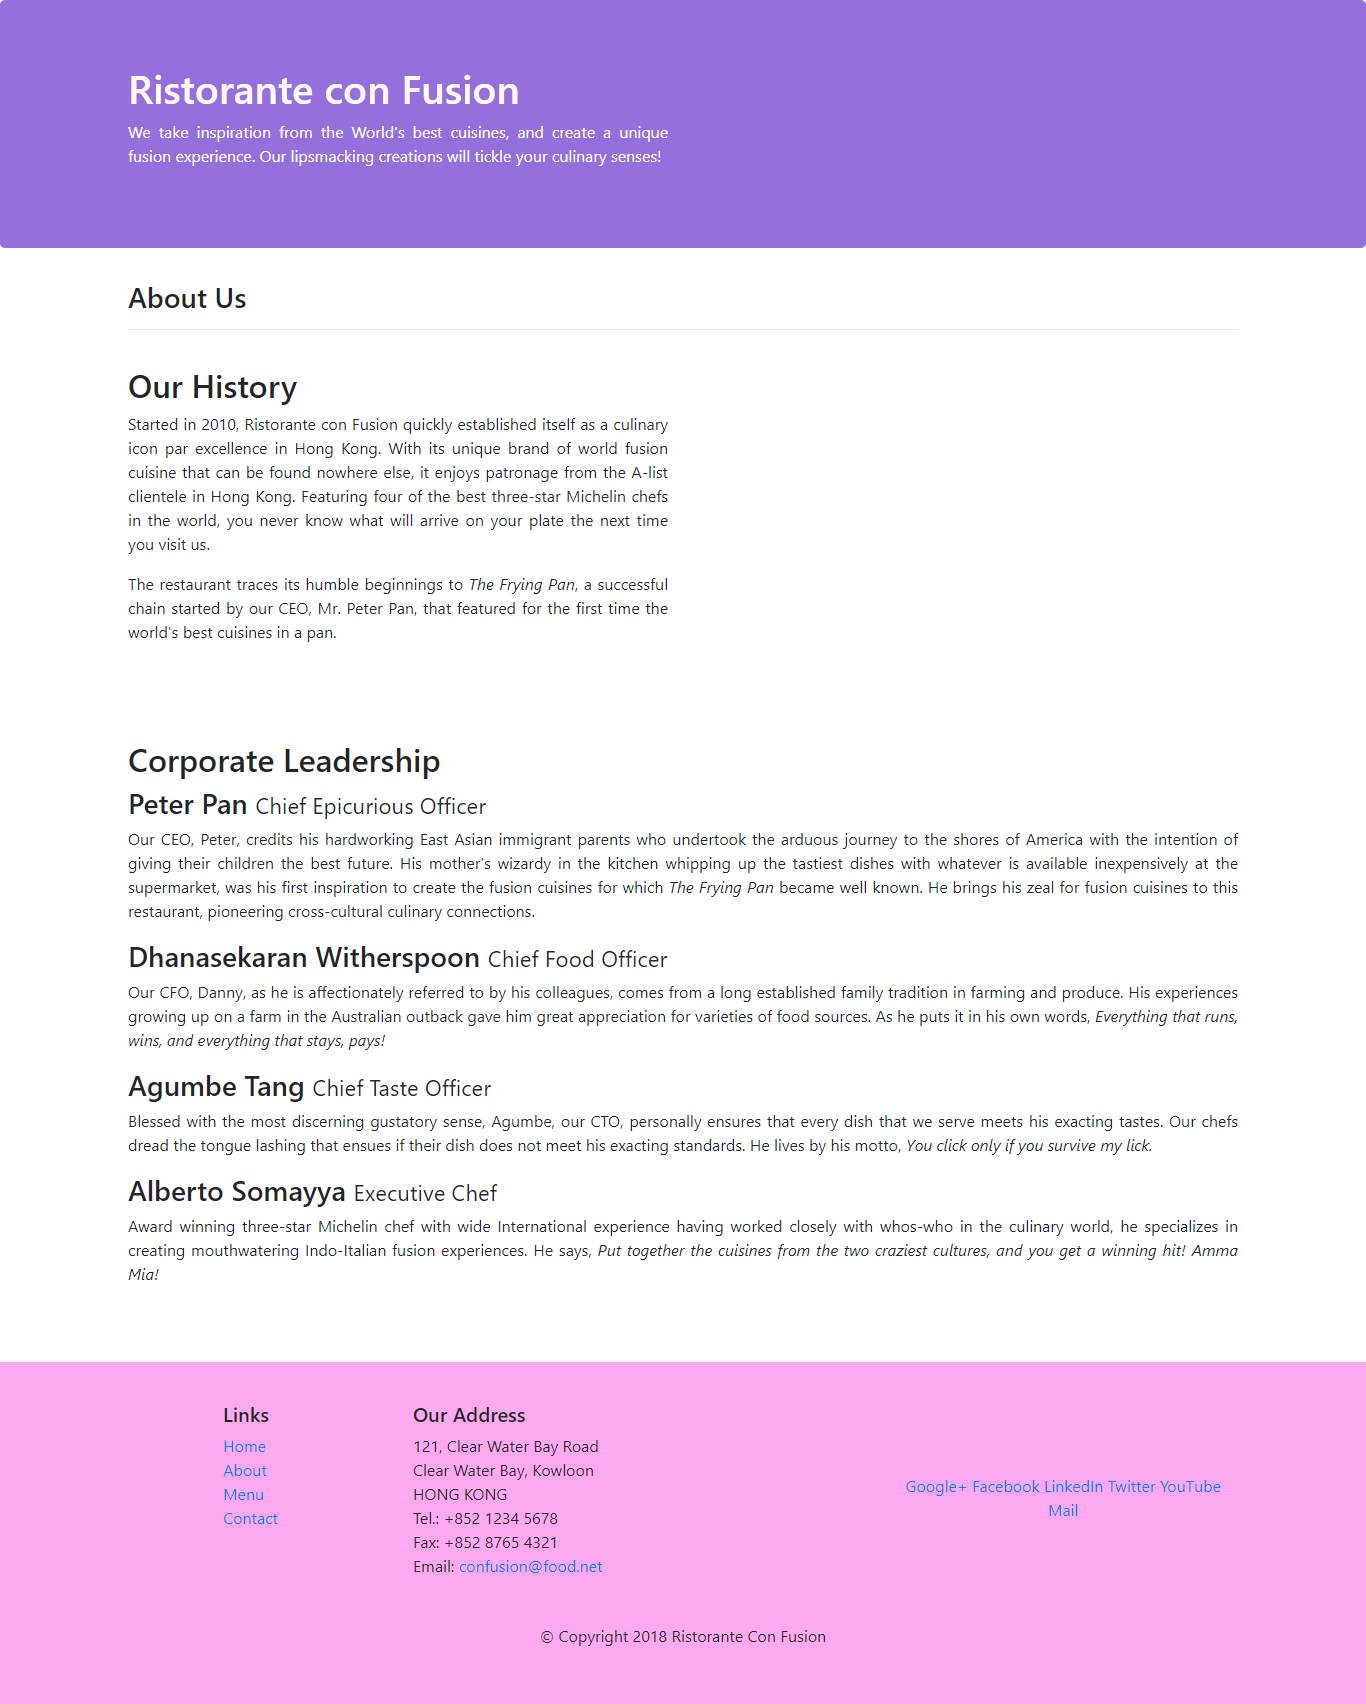 Ristorante con Fusion
We take inspiration from the World's best cuisines, and create a unique
fusion experience. Our lipsmacking creations will tickle your culinary senses!
About Us
Our History
Started in 2010, Ristorante con Fusion quickly established itself as a culinary
icon par excellence in Hong Kong. With its unique brand of world fusion
cuisine that can be found nowhere else, it enjoys patronage from the A-list
clientele in Hong Kong. Featuring four of the best three-star Michelin chefs
in the world, you never know what will arrive on your plate the next time
you visit us.
The restaurant traces its humble beginnings to The Frying Pan, a successful
chain started by our CEO, Mr. Peter Pan, that featured for the first time the
world's best cuisines in a pan.
Corporate Leadership
Peter Pan Chief Epicurious Officer
Our CEO, Peter, credits his hardworking East Asian immigrant parents who undertook the arduous journey to the shores of America with the intention of
giving their children the best future. His mother's wizardy in the kitchen whipping up the tastiest dishes with whatever is available inexpensively at the
supermarket, was his first inspiration to create the fusion cuisines for which The Frying Pan became well known. He brings his zeal for fusion cuisines to this
restaurant, pioneering cross-cultural culinary connections.
Dhanasekaran Witherspoon Chief Food Officer
Our CFO, Danny, as he is affectionately referred to by his colleagues, comes from a long established family tradition in farming and produce. His experiences
growing up on a farm in the Australian outback gave him great appreciation for varieties of food sources. As he puts it in his own words, Everything that runs,
wins, and everything that stays, pays!
Agumbe Tang Chief Taste Officer
Blessed with the most discerning gustatory sense, Agumbe, our CTO, personally ensures that every dish that we serve meets his exacting tastes. Our chefs
dread the tongue lashing that ensues if their dish does not meet his exacting standards. He lives by his motto, You click only if you survive my lick.
Alberto Somayya Executive Chef
Award winning three-star Michelin chef with wide International experience having worked closely with whos-who in the culinary world, he specializes in
creating mouthwatering Indo-Italian fusion experiences. He says, Put together the cuisines from the two craziest cultures, and you get a winning hit! Amma
Mia!
Links
Home
About
Menu
Contact
Our Address
121, Clear Water Bay Road
Clear Water Bay, Kowloon
HONG KONG
Tel.: +852 1234 5678
Fax: +852 8765 4321
Email: confusion@food.net
Google+ Facebook LinkedIn Twitter YouTube
Mail
© Copyright 2018 Ristorante Con Fusion